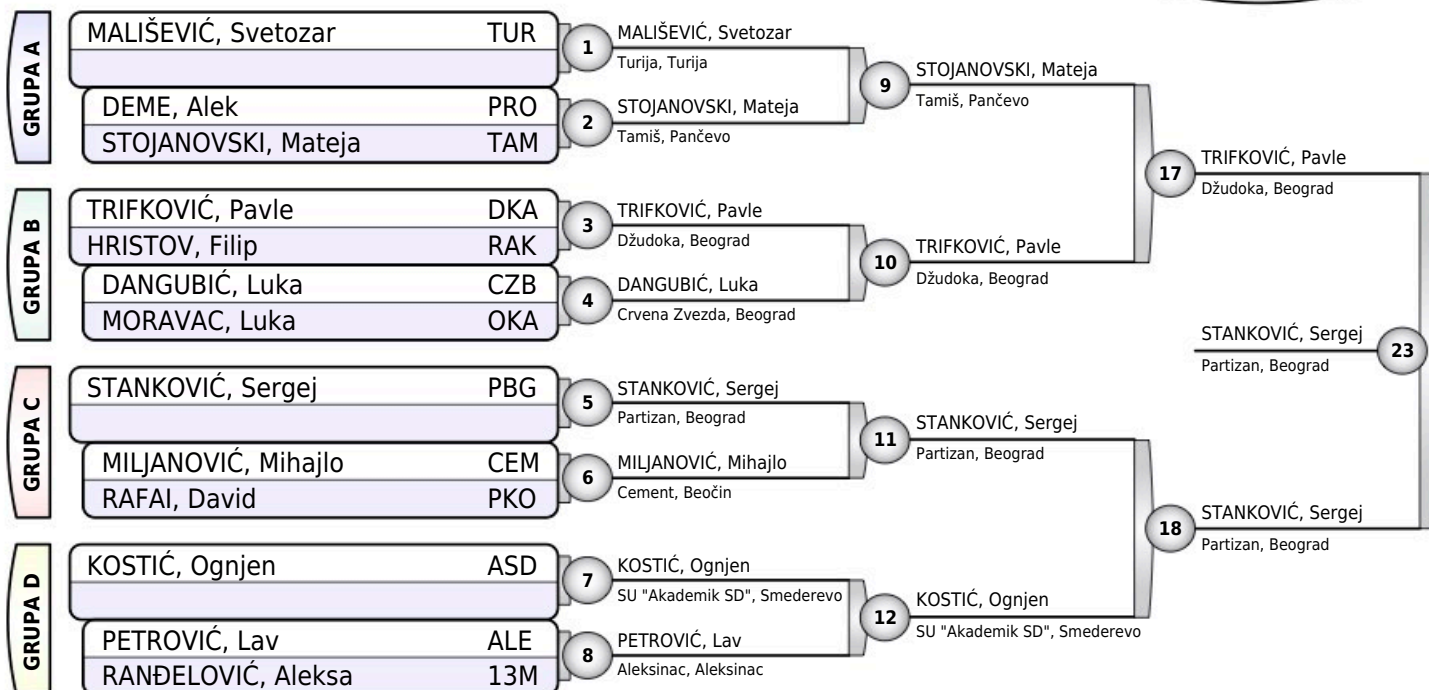 GRUPA A
MALIŠEVIĆ, Svetozar TUR
DEME, Alek PRO
STOJANOVSKI, Mateja TAM
1
MALIŠEVIĆ, Svetozar
Turija, Turija
2
STOJANOVSKI, Mateja
Tamiš, Pančevo
9
STOJANOVSKI, Mateja
Tamiš, Pančevo
GRUPA B
TRIFKOVIĆ, Pavle DKA
HRISTOV, Filip RAK
DANGUBIĆ, Luka CZB
MORAVAC, Luka OKA
3
TRIFKOVIĆ, Pavle
Džudoka, Beograd
4
DANGUBIĆ, Luka
Crvena Zvezda, Beograd
10
TRIFKOVIĆ, Pavle
Džudoka, Beograd
17
TRIFKOVIĆ, Pavle
Džudoka, Beograd
GRUPA C
STANKOVIĆ, Sergej PBG
MILJANOVIĆ, Mihajlo CEM
RAFAI, David PKO
5
STANKOVIĆ, Sergej
Partizan, Beograd
6
MILJANOVIĆ, Mihajlo
Cement, Beočin
11
STANKOVIĆ, Sergej
Partizan, Beograd
GRUPA D
KOSTIĆ, Ognjen ASD
PETROVIĆ, Lav ALE
RANĐELOVIĆ, Aleksa 13M
7
KOSTIĆ, Ognjen
SU "Akademik SD", Smederevo
8
PETROVIĆ, Lav
Aleksinac, Aleksinac
12
KOSTIĆ, Ognjen
SU "Akademik SD", Smederevo
18
STANKOVIĆ, Sergej
Partizan, Beograd
STANKOVIĆ, Sergej
Partizan, Beograd
23